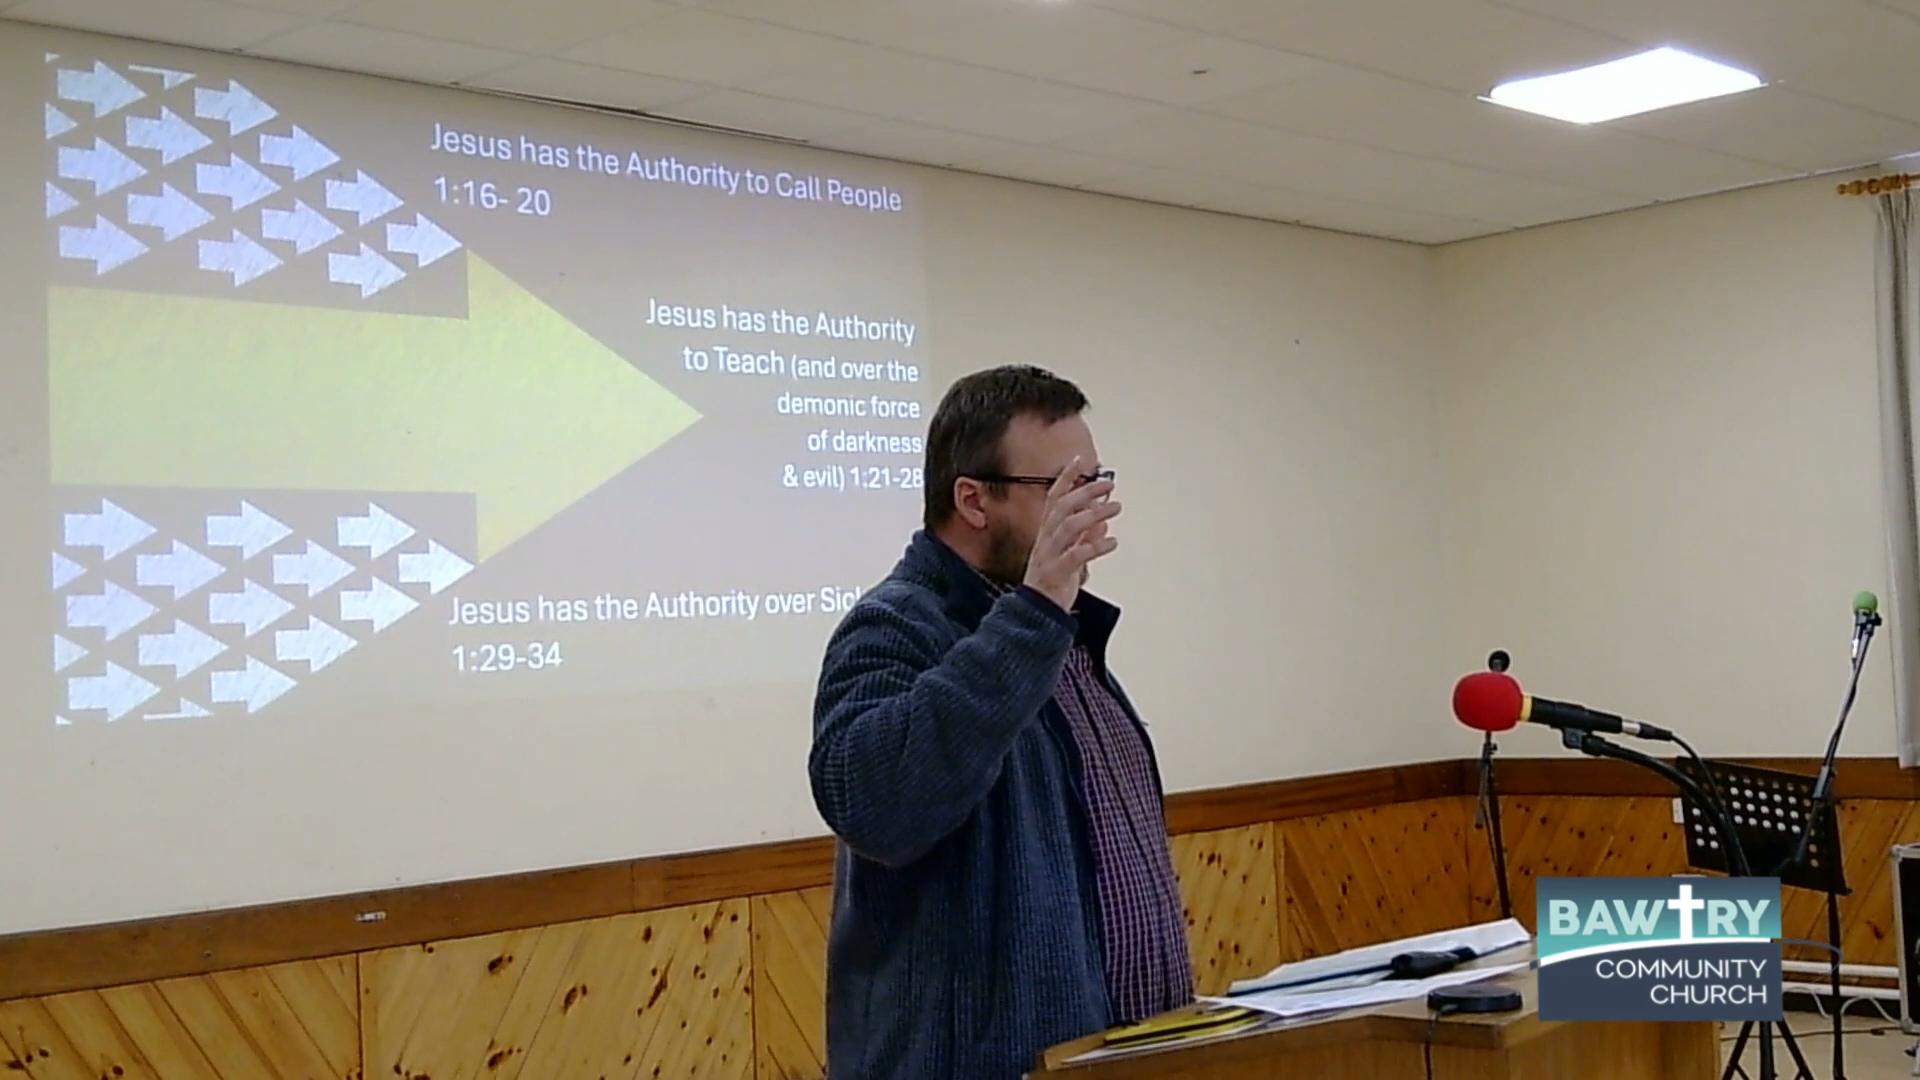 Jesus has the Authority to Call People
1:16- 20
Jesus has the Authority
to Teach (and over the
demonic force
of darkness
& evil) 1:21-28
Jesus has the Authority over
1:29-34
BAWTRY
COMMUNITY
CHURCH